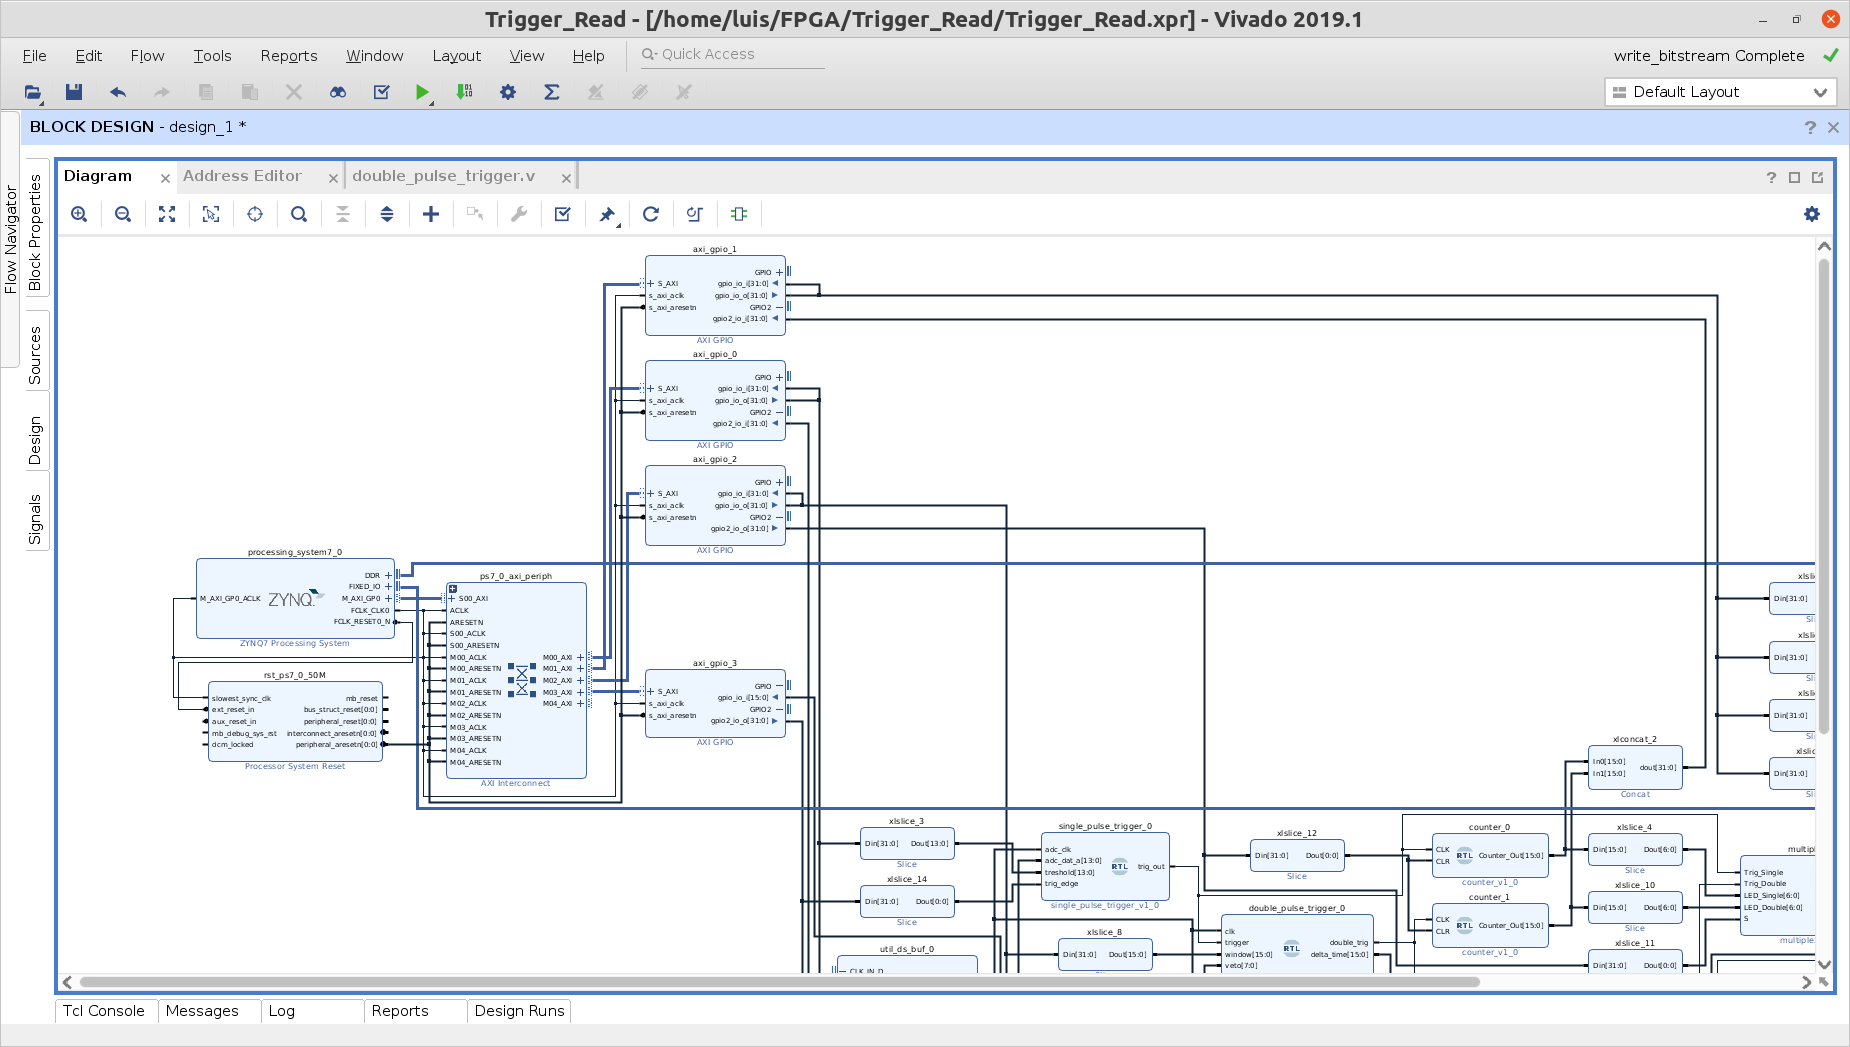 Trigger_Read - [/home/luis/FPGA/Trigger_Read/Trigger_Read.xpr] - Vivado 2019.1
File Edit Flow Tools Reports Window Layout View Help Quick Access
write_bitstream Complete
Default Layout
BLOCK DESIGN - design_1 *
Flow Navigator
Block Properties
Sources
Design
Signals
Diagram
Address Editor
double_pulse_trigger.v
axi_gpio_1
GPIO
S_AXI gpio_io_i[31:0]
s_axi_aclk gpio_io_o[31:0]
s_axi_aresetn GPIO2
gpio2_io_i[31:0]
AXI GPIO
axi_gpio_0
GPIO
S_AXI gpio_io_i[31:0]
s_axi_aclk gpio_io_o[31:0]
s_axi_aresetn GPIO2
gpio2_io_i[31:0]
AXI GPIO
axi_gpio_2
GPIO
S_AXI gpio_io_i[31:0]
s_axi_aclk gpio_io_o[31:0]
s_axi_aresetn GPIO2
gpio2_io_o[31:0]
AXI GPIO
processing_system7_0
DDR
FIXED_IO
M_AXI_GP0_ACLK ZYNQ M_AXI_GP0
FCLK_CLK0
FCLK_RESET0_N
ZYNQ7 Processing System
rst_ps7_0_50M
slowest_sync_clk mb_reset
ext_reset_in bus_struct_reset[0:0]
aux_reset_in peripheral_reset[0:0]
mb_debug_sys_rst interconnect_aresetn[0:0]
dcm_locked peripheral_aresetn[0:0]
Processor System Reset
ps7_0_axi_periph
S00_AXI
ACLK
ARESETN
S00_ACLK
S00_ARESETN
M00_ACLK M00_AXI
M00_ARESETN M01_AXI
M01_ACLK M02_AXI
M01_ARESETN M03_AXI
M02_ACLK M04_AXI
M02_ARESETN
M03_ACLK
M03_ARESETN
M04_ACLK
M04_ARESETN
AXI Interconnect
axi_gpio_3
GPIO
S_AXI gpio_io_i[15:0]
s_axi_aclk GPIO2
s_axi_aresetn gpio2_io_o[31:0]
AXI GPIO
xlsli
Din[31:0]
Sl
xlsli
Din[31:0]
Sl
xlsli
Din[31:0]
Sl
xlslic
Din[31:0]
Sl
xlconcat_2
In0[15:0] dout[31:0]
In1[15:0]
Concat
xlslice_3
Din[31:0] Dout[13:0]
Slice
xlslice_14
Din[31:0] Dout[0:0]
Slice
util_ds_buf_0
CLK_IN_D
single_pulse_trigger_0
adc_clk
adc_dat_a[13:0]
treshold[13:0]
trig_edge
RTL
trig_out
single_pulse_trigger_v1_0
xlslice_8
Din[31:0] Dout[15:0]
xlslice_12
Din[31:0] Dout[0:0]
Slice
double_pulse_trigger_0
clk
trigger double_trig
window[15:0] RTL delta_time[15:0]
veto[7:0]
counter_0
CLK
CLR
RTL Counter_Out[15:0]
counter_v1_0
counter_1
CLK
CLR
RTL Counter_Out[15:0]
counter_v1_0
xlslice_4
Din[15:0] Dout[6:0]
Slice
xlslice_10
Din[15:0] Dout[6:0]
Slice
xlslice_11
Din[31:0] Dout[0:0]
multipl
Trig_Single
Trig_Double
LED_Single[6:0]
LED_Double[6:0]
S
multiple
Tcl Console Messages Log Reports Design Runs